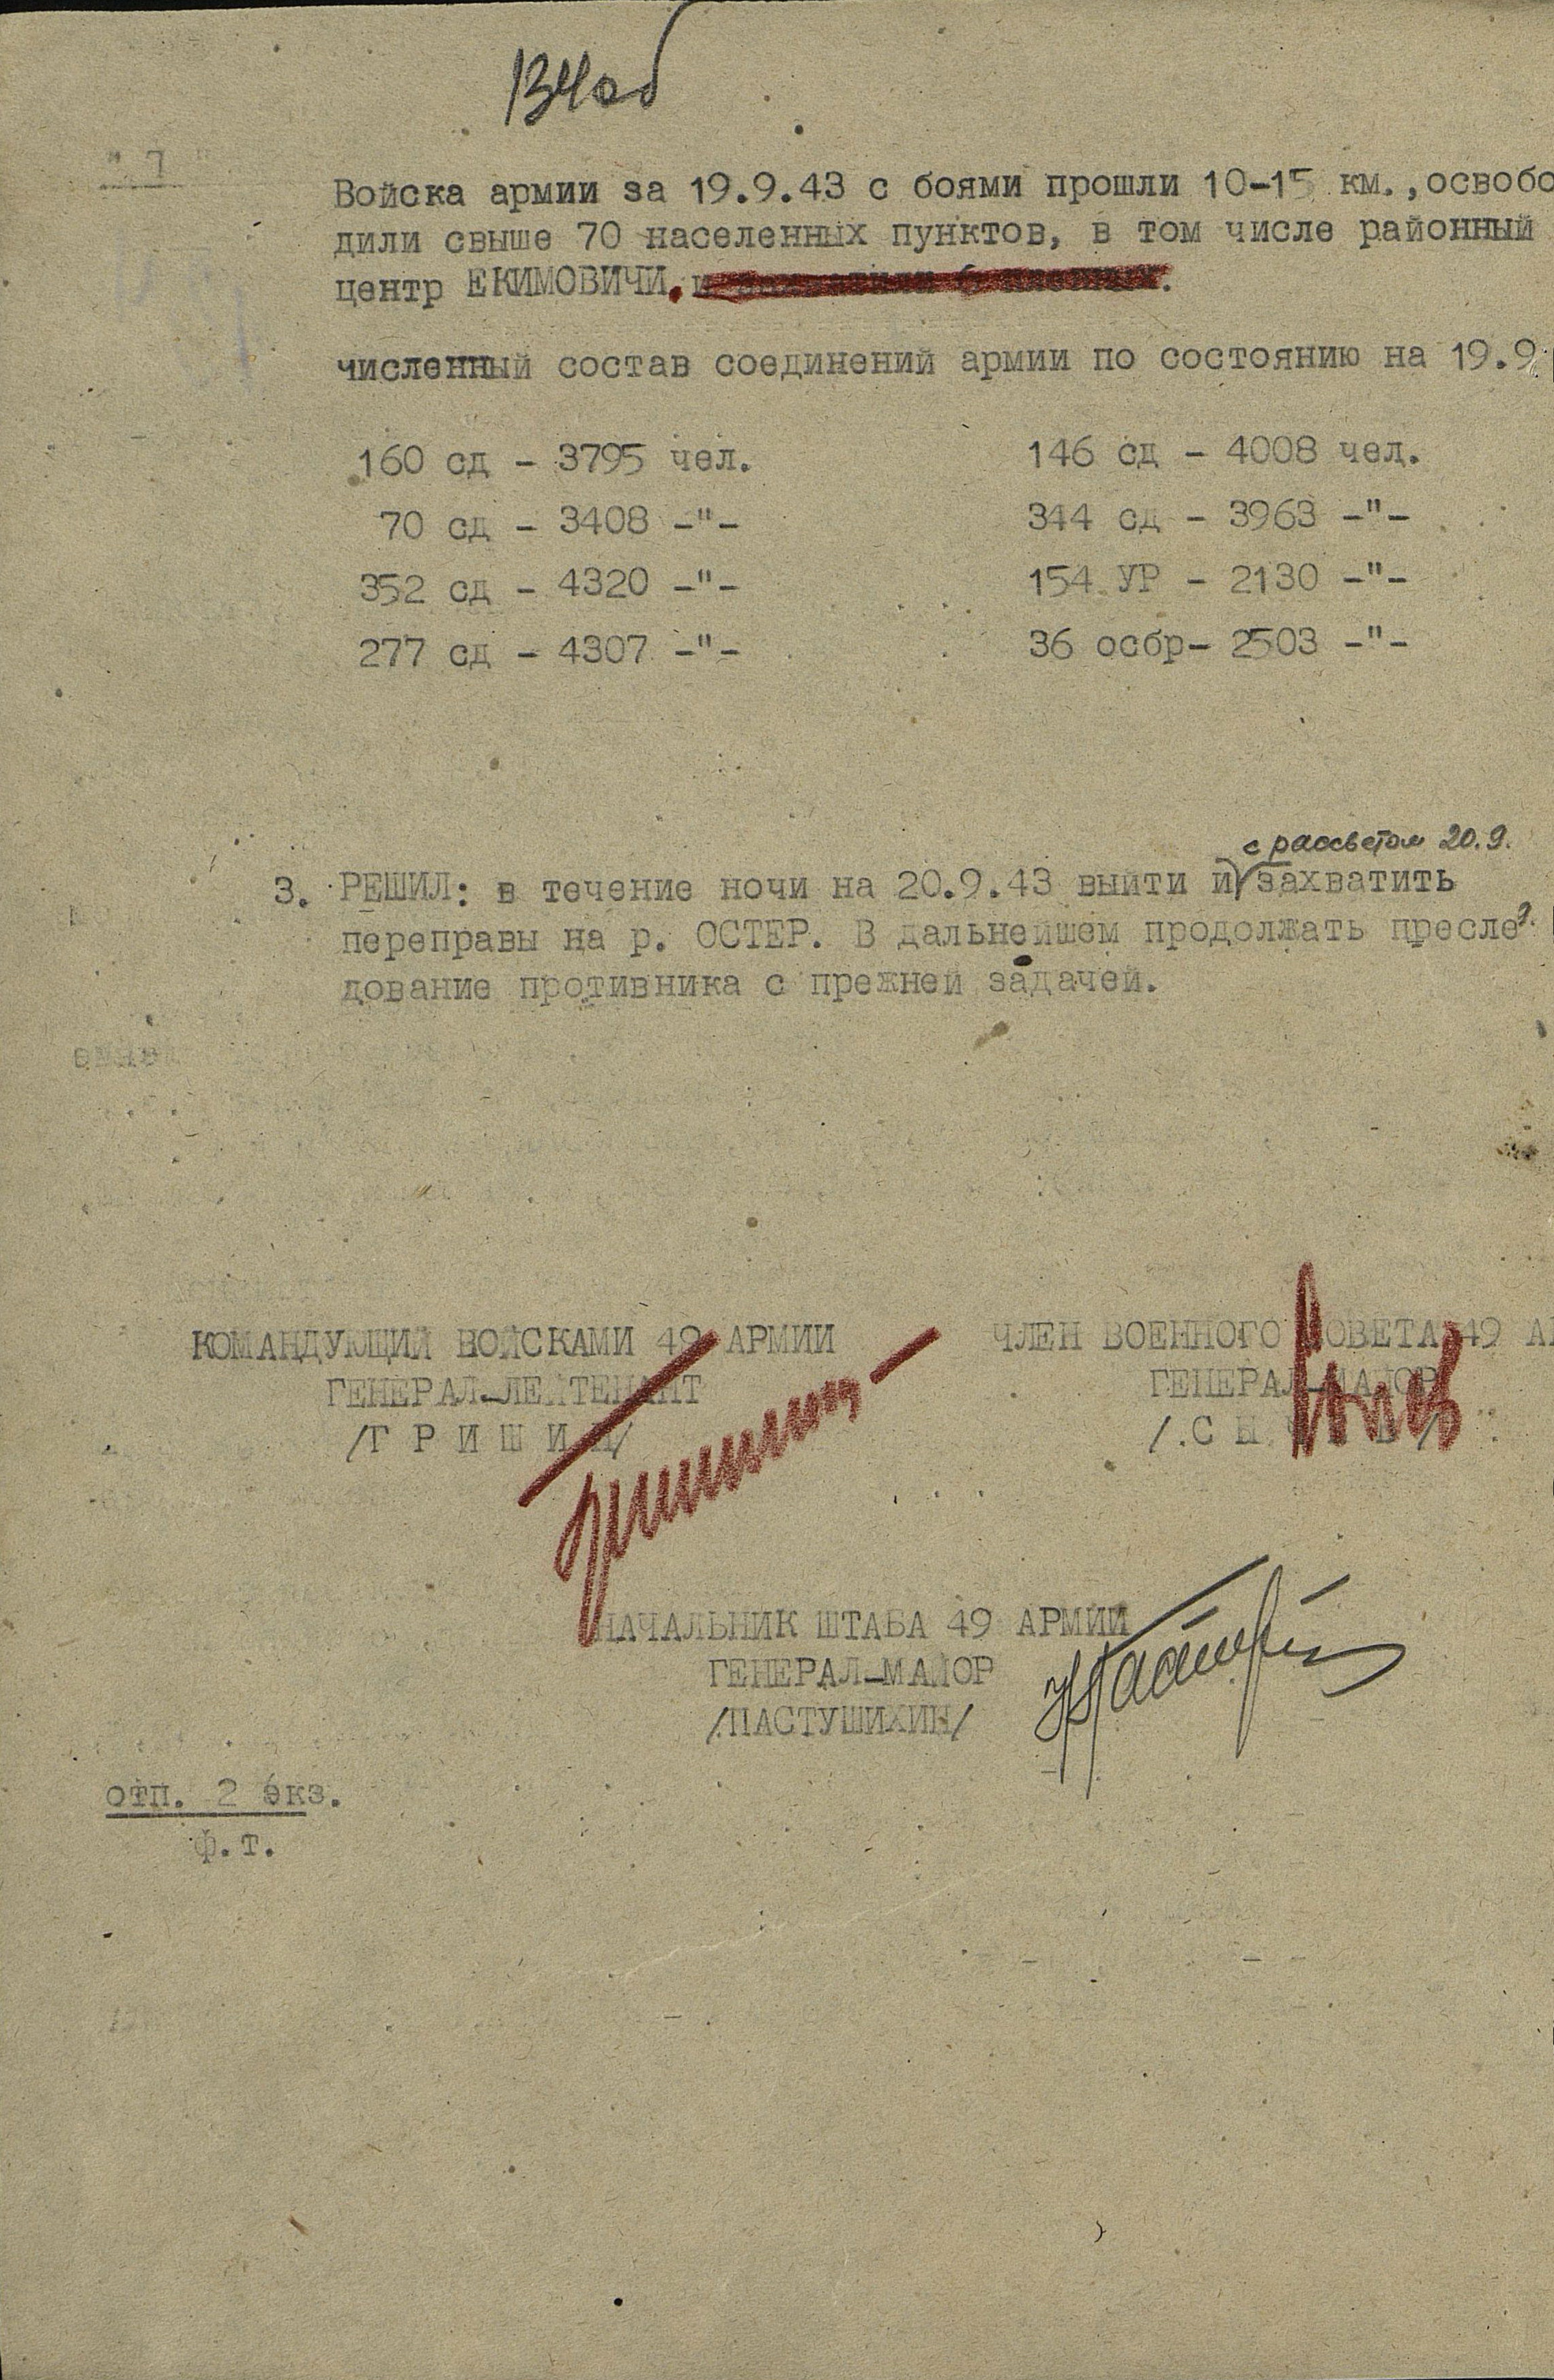 134об
" 7 "
Войска армии за 19.9.43 с боями прошли 10-15 км.,освобо
дили свыше 70 населенных пунктов, в том числе районный
центр ЕКИМОВИЧИ. и
численный состав соединений армии по состоянию на 19.9.
160 сд - 3795 чел. 146 сд - 4008 чел.
70 сд - 3408 -"- 344 сд - 3963 -"-
352 сд - 4320 -"- 154 УР - 2130 -"-
277 сд - 4307 -"- 36 осбр- 2503 -"-
с рассветом 20.9.
3. РЕШИЛ: в течение ночи на 20.9.43 выйти и захватить
переправы на р. ОСТЕР. В дальнейшем продолжать пресле
дование противника с прежней задачей.
КОМАНДУЮЩИЙ ВОЙСКАМИ 49 АРМИИ ЧЛЕН ВОЕННОГО СОВЕТА 49 А
ГЕНЕРАЛ-ЛЕЙТЕНАНТ ГЕНЕРАЛ-МАЙОР
/Г Р И Ш И Н/ /.С Ы Ч Е В/
НАЧАЛЬНИК ШТАБА 49 АРМИИ
ГЕНЕРАЛ-МАЙОР
/ПАСТУШИХИН/
отп. 2 экз.
ф.т.